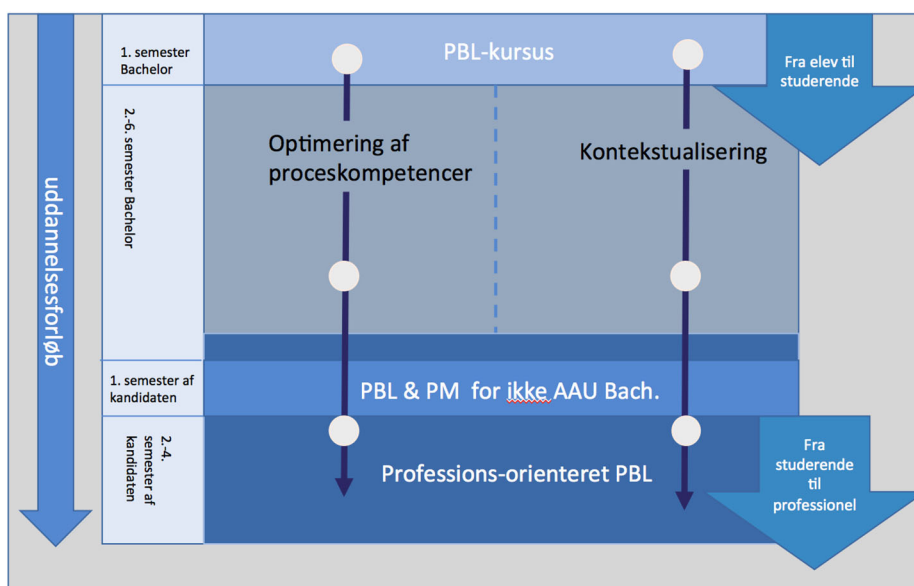 1. semester
Bachelor
PBL-kursus
Fra elev til
studerende
2.-6. semester Bachelor
Optimering af
proceskompetencer
Kontekstualisering
uddannelsesforløb
1. semester af
kandidaten
PBL & PM for ikke AAU Bach.
2.-4.
semester af
kandidaten
Professions-orienteret PBL
Fra
studerende
til
professionel